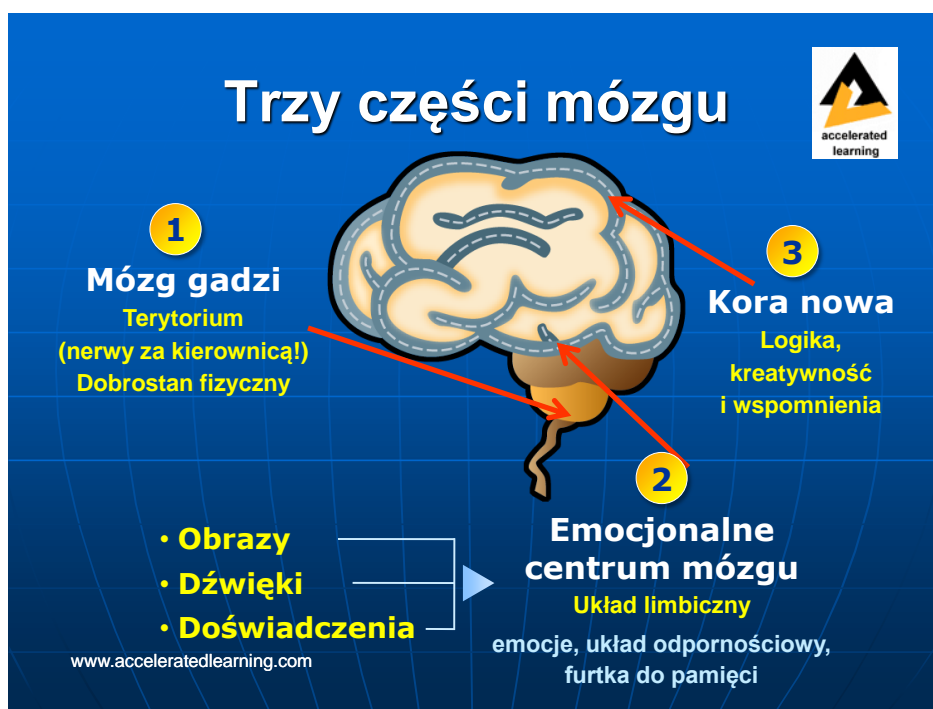 Trzy części mózgu
accelerated
learning
1
Mózg gadzi
Terytorium
(nerwy za kierownicą!)
Dobrostan fizyczny
3
Kora nowa
Logika,
kreatywność
i wspomnienia
2
Emocjonalne
centrum mózgu
Układ limbiczny
emocje, układ odpornościowy,
furtka do pamięci
• Obrazy
• Dźwięki
• Doświadczenia
www.acceleratedlearning.com